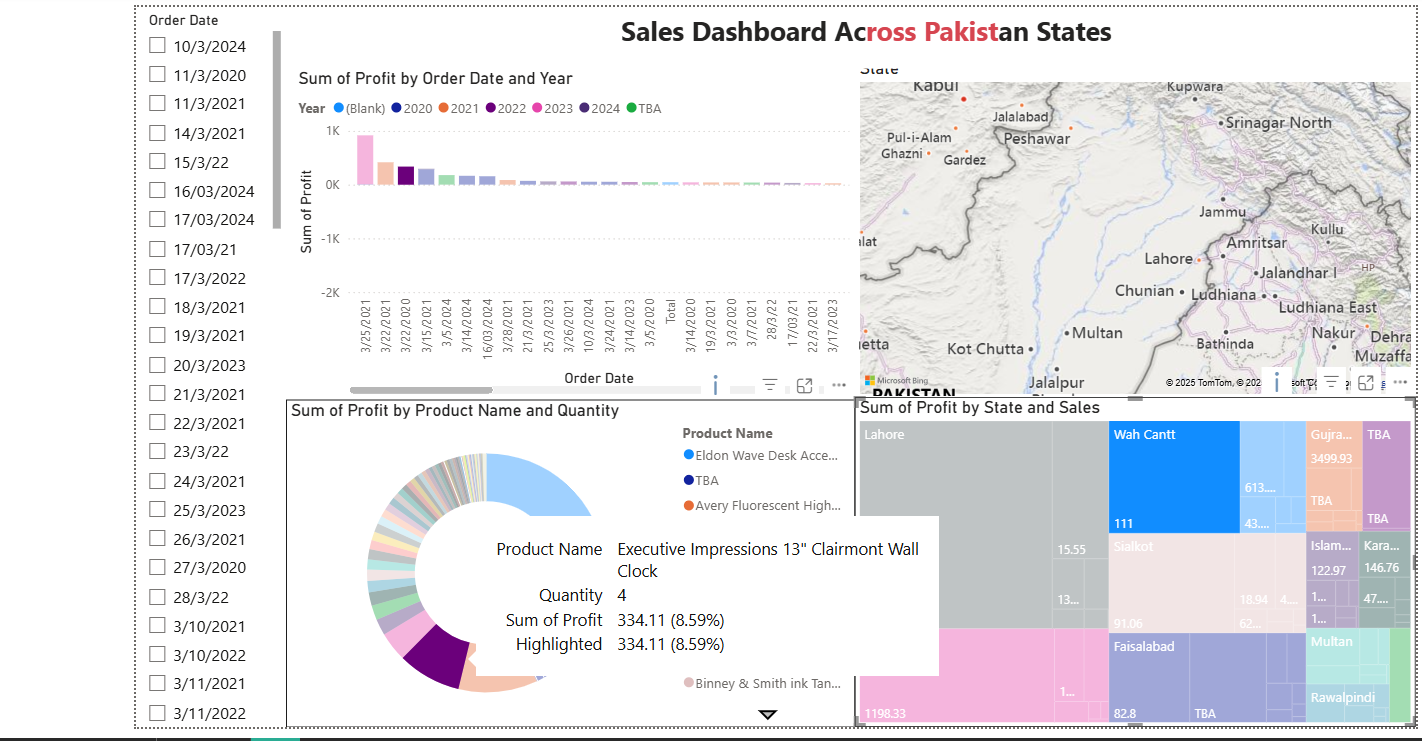 Order Date
10/3/2024
11/3/2020
11/3/2021
14/3/2021
15/3/22
16/03/2024
17/03/2024
17/03/21
17/3/2022
18/3/2021
19/3/2021
20/3/2023
21/3/2021
22/3/2021
23/3/22
24/3/2021
25/3/2023
26/3/2021
27/3/2020
28/3/22
3/10/2021
3/10/2022
3/11/2021
3/11/2022
Sales Dashboard Across Pakistan States
Sum of Profit by Order Date and Year
Year (Blank) 2020 2021 2022 2023 2024 TBA
Sum of Profit
1K
0K
-1K
-2K
3/25/2021
3/22/2021
3/22/2020
3/15/2021
3/5/2024
3/14/2024
16/03/2024
3/28/2021
21/3/2021
25/3/2023
3/26/2021
10/3/2024
3/24/2021
3/14/2023
3/5/2020
Total
3/14/2020
19/3/2021
3/3/2020
3/7/2021
28/3/22
17/03/21
22/3/2021
3/17/2023
Order Date
State
Kabul
Kupwara
Jalalabad
Srinagar North
Pul-i-Alam
Peshawar
Ghazni
Gardez
Jammu
Kullu
lat
Amritsar
Lahore
HP
Jalandhar I
Chunian
Ludhiana
Ludhiana East
Multan
Nakur
Dehra
etta
Kot-Chutta
Bathinda
Muzaffa
Jalalpur
Microsoft Bing
© 2025 TomTom, © 202
PAKISTAN
Sum of Profit by Product Name and Quantity
Product Name
Eldon Wave Desk Acce...
TBA
Avery Fluorescent High...
Binney & Smith ink Tan...
Product Name Executive Impressions 13" Clairmont Wall
Clock
Quantity 4
Sum of Profit 334.11 (8.59%)
Highlighted 334.11 (8.59%)
Sum of Profit by State and Sales
Lahore
15.55
13...
1198.33
1...
Wah Cantt
111
613....
43....
Gujra...
3499.93
TBA
TBA
TBA
Sialkot
91.06
18.94
4....
62...
Islam...
122.97
1...
1...
Kara...
146.76
47....
Faisalabad
82.8
TBA
Multan
Rawalpindi